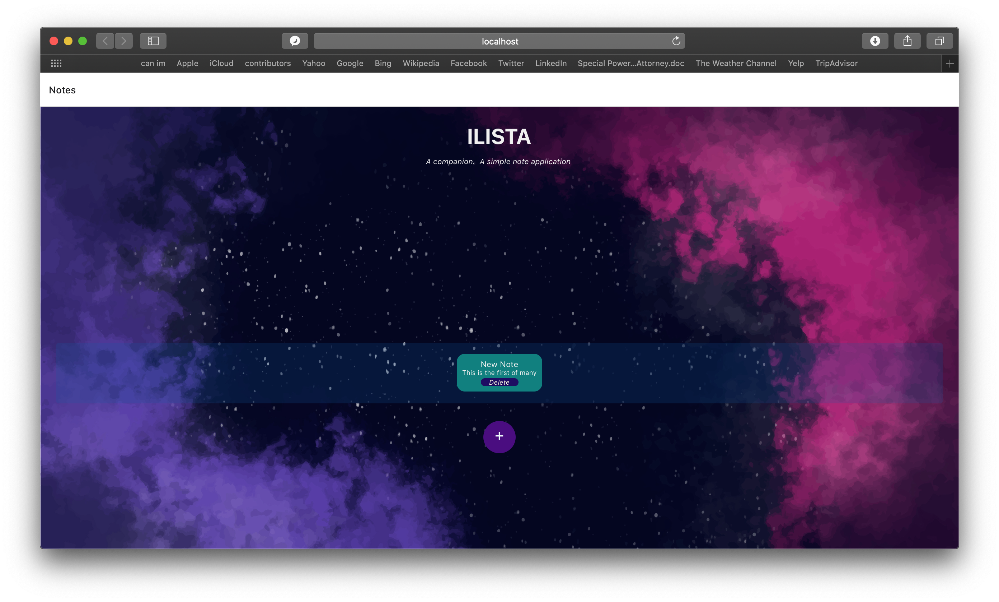 localhost
can im Apple iCloud contributors Yahoo Google Bing Wikipedia Facebook Twitter LinkedIn Special Power...Attorney.doc The Weather Channel Yelp TripAdvisor
Notes
ILISTA
A companion. A simple note application
New Note
This is the first of many
Delete
+